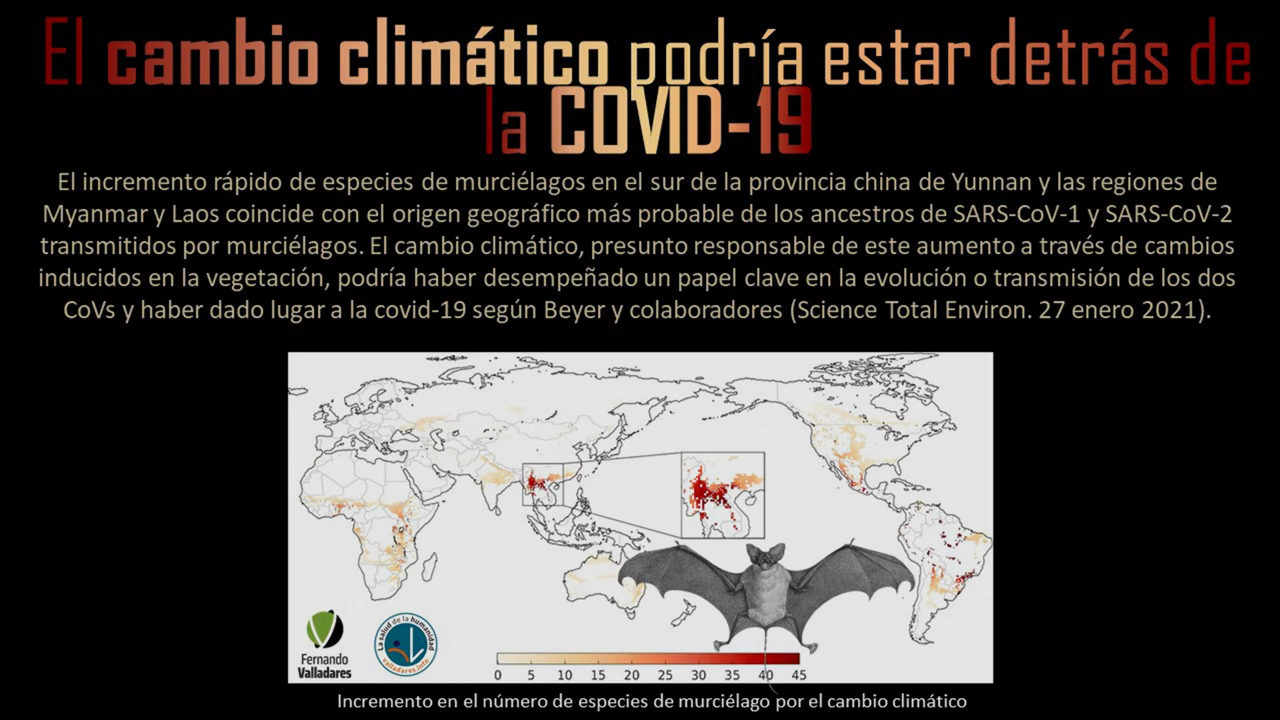 El cambio climático podría estar detrás de
la COVID-19
El incremento rápido de especies de murciélagos en el sur de la provincia china de Yunnan y las regiones de
Myanmar y Laos coincide con el origen geográfico más probable de los ancestros de SARS-CoV-1 y SARS-CoV-2
transmitidos por murciélagos. El cambio climático, presunto responsable de este aumento a través de cambios
inducidos en la vegetación, podría haber desempeñado un papel clave en la evolución o transmisión de los dos
CoVs y haber dado lugar a la covid-19 según Beyer y colaboradores (Science Total Environ. 27 enero 2021).
Fernando
Valladares
La salud de la humanidad
valladares.info
0 5 10 15 20 25 30 35 40 45
Incremento en el número de especies de murciélago por el cambio climático